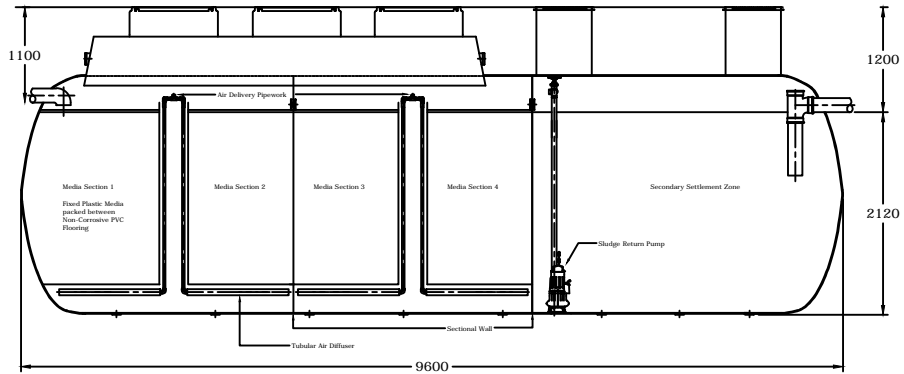 1100
1200
Air Delivery Pipework
Media Section 1
Media Section 2
Media Section 3
Media Section 4
Secondary Settlement Zone
Fixed Plastic Media
packed between
Non-Corrosive PVC
Flooring
2120
Sludge Return Pump
Sectional Wall
Tubular Air Diffuser
9600